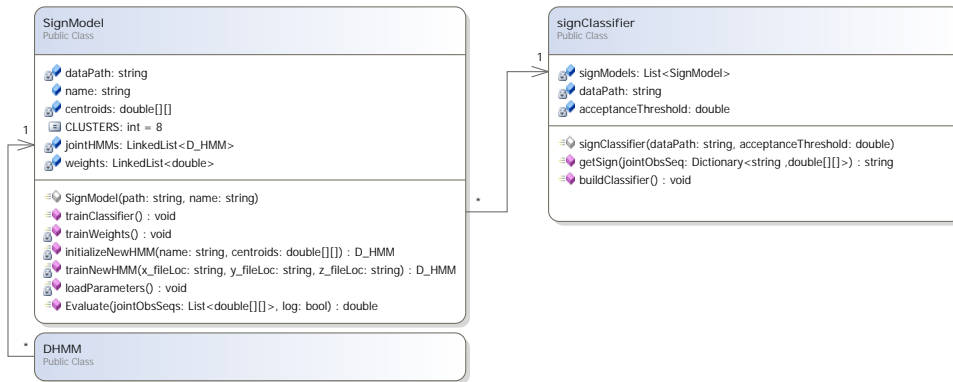 SignModel
Public Class
dataPath: string
name: string
centroids: double[][]
CLUSTERS: int = 8
jointHMMs: LinkedList<D_HMM>
weights: LinkedList<double>
SignModel(path: string, name: string)
trainClassifier() : void
trainWeights() : void
initializeNewHMM(name: string, centroids: double[][]) : D_HMM
trainNewHMM(x_fileLoc: string, y_fileLoc: string, z_fileLoc: string) : D_HMM
loadParameters() : void
Evaluate(jointObsSeqs: List<double[][]>, log: bool) : double
1
*
DHMM
Public Class
*
1
signClassifier
Public Class
signModels: List<SignModel>
dataPath: string
acceptanceThreshold: double
signClassifier(dataPath: string, acceptanceThreshold: double)
getSign(jointObsSeq: Dictionary<string ,double[][]>) : string
buildClassifier() : void